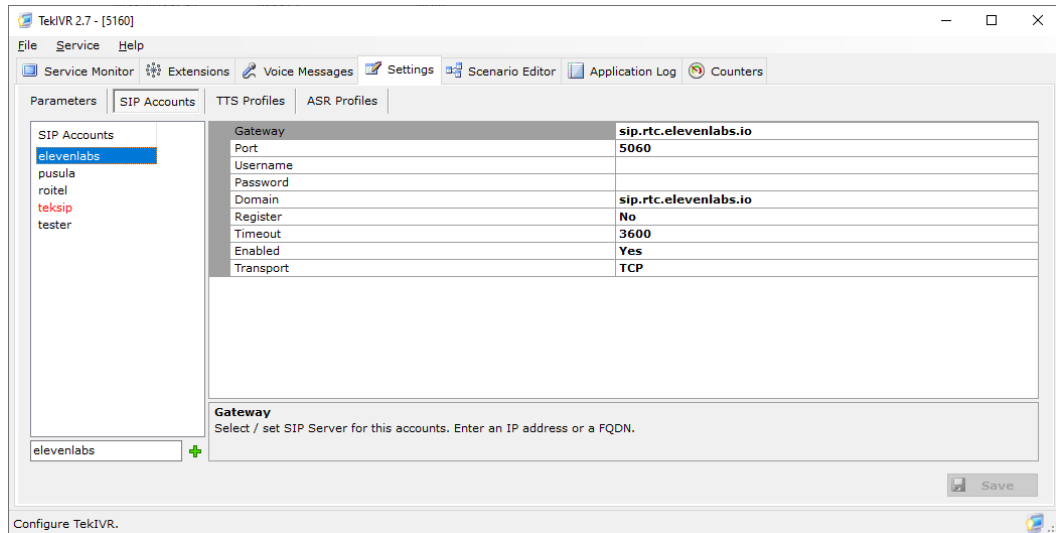 TekIVR 2.7 - [5160]
File Service Help
Service Monitor Extensions Voice Messages Settings Scenario Editor Application Log Counters
Parameters SIP Accounts TTS Profiles ASR Profiles
SIP Accounts
elevenlabs
pusula
roitel
teksip
tester
elevenlabs
Gateway sip.rtc.elevenlabs.io
Port 5060
Username
Password
Domain sip.rtc.elevenlabs.io
Register No
Timeout 3600
Enabled Yes
Transport TCP
Gateway
Select / set SIP Server for this accounts. Enter an IP address or a FQDN.
Save
Configure TekIVR.